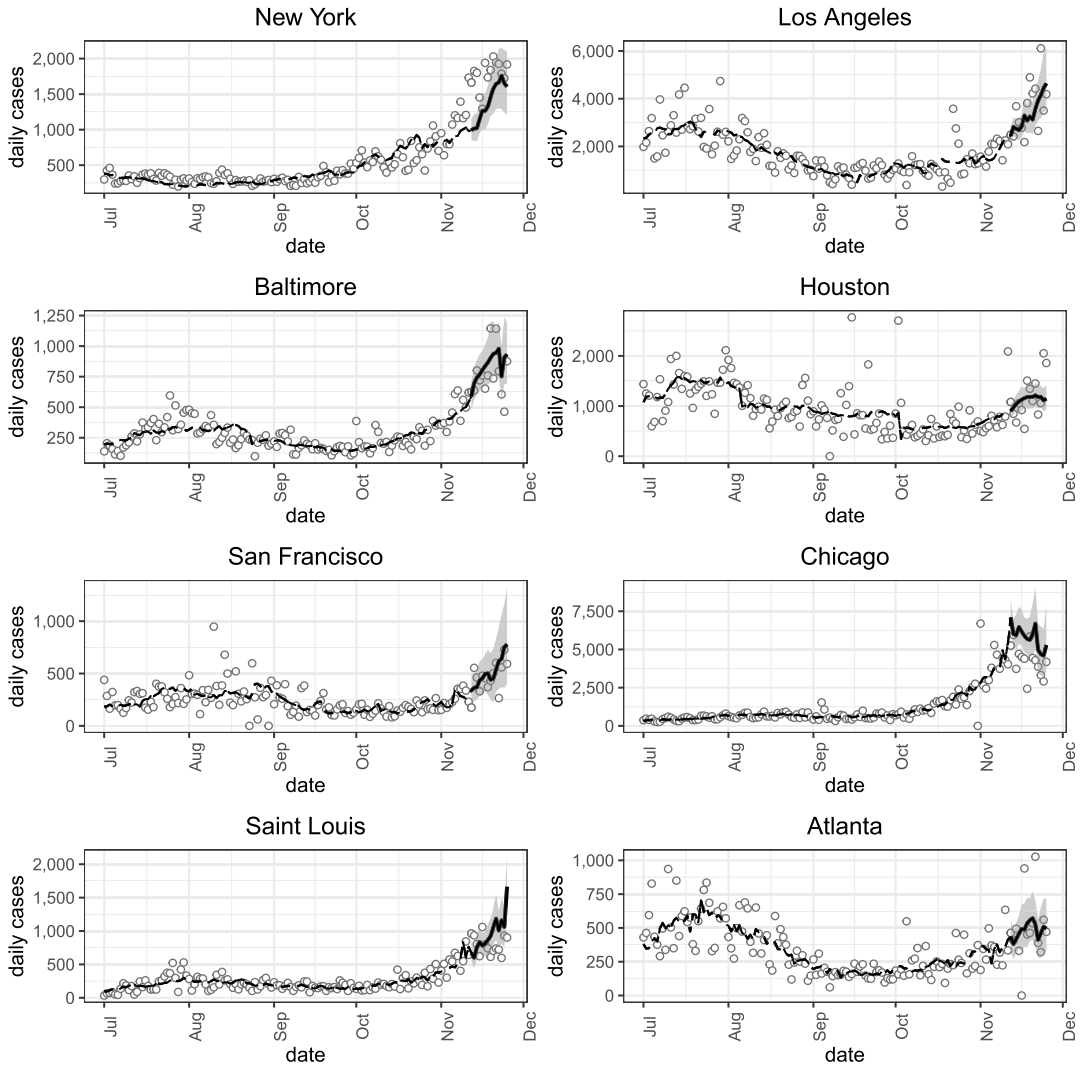 New York
2,000
1,500
1,000
500
daily cases
Jul
Aug
Sep
Oct
Nov
Dec
date
Los Angeles
6,000
4,000
2,000
daily cases
Jul
Aug
Sep
Oct
Nov
Dec
date
Baltimore
1,250
1,000
750
500
250
daily cases
Jul
Aug
Sep
Oct
Nov
Dec
date
Houston
2,000
1,000
0
daily cases
Jul
Aug
Sep
Oct
Nov
Dec
date
San Francisco
1,000
500
0
daily cases
Jul
Aug
Sep
Oct
Nov
Dec
date
Chicago
7,500
5,000
2,500
0
daily cases
Jul
Aug
Sep
Oct
Nov
Dec
date
Saint Louis
2,000
1,500
1,000
500
0
daily cases
Jul
Aug
Sep
Oct
Nov
Dec
date
Atlanta
1,000
750
500
250
0
daily cases
Jul
Aug
Sep
Oct
Nov
Dec
date